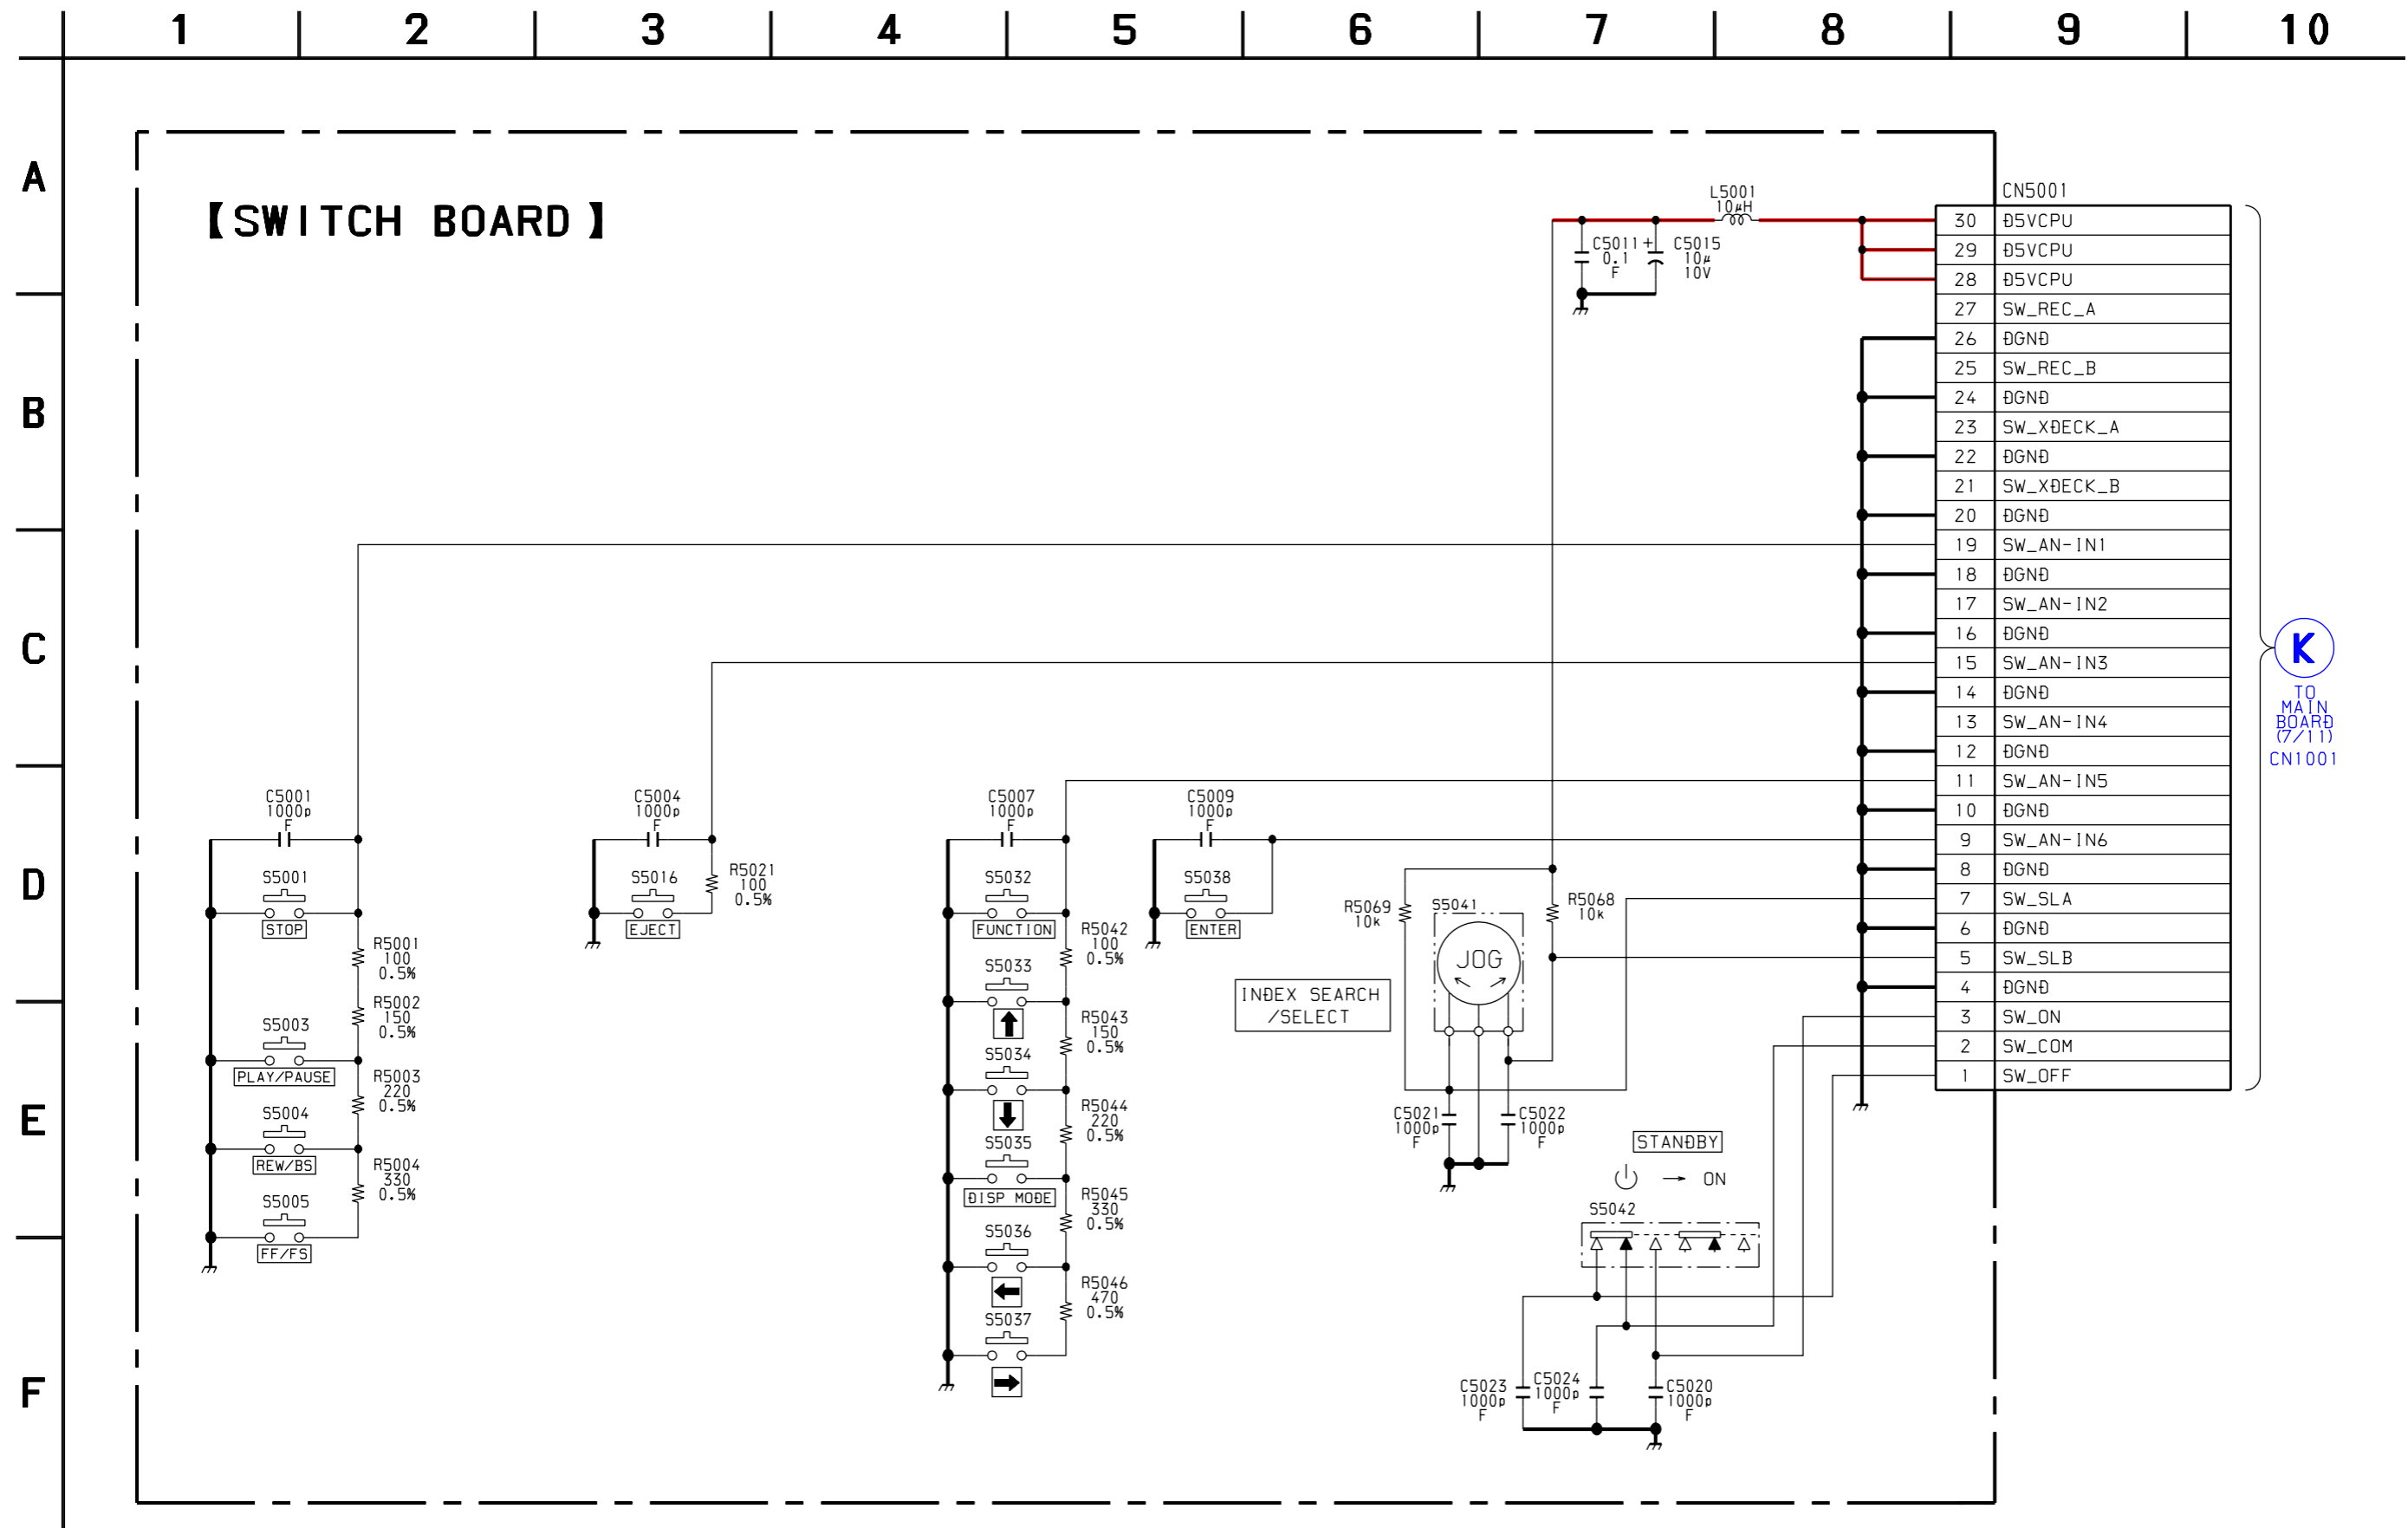 1 2 3 4 5 6 7 8 9 10
A
B
C
D
E
F
【SWITCH BOARD】
L5001
10μH
C5011
0.1
F
+
C5015
10μ
10V
CN5001
30 D5VCPU
29 D5VCPU
28 D5VCPU
27 SW_REC_A
26 DGND
25 SW_REC_B
24 DGND
23 SW_XDECK_A
22 DGND
21 SW_XDECK_B
20 DGND
19 SW_AN-IN1
18 DGND
17 SW_AN-IN2
16 DGND
15 SW_AN-IN3
14 DGND
13 SW_AN-IN4
12 DGND
11 SW_AN-IN5
10 DGND
9 SW_AN-IN6
8 DGND
7 SW_SLA
6 DGND
5 SW_SLB
4 DGND
3 SW_ON
2 SW_COM
1 SW_OFF
K
TO
MAIN
BOARD
(7/11)
CN1001
C5001
1000p
F
S5001
STOP
R5001
100
0.5%
R5002
150
0.5%
S5003
PLAY/PAUSE
R5003
220
0.5%
S5004
REW/BS
R5004
330
0.5%
S5005
FF/FS
C5004
1000p
F
S5016
EJECT
R5021
100
0.5%
C5007
1000p
F
S5032
FUNCTION
R5042
100
0.5%
S5033
R5043
150
0.5%
S5034
R5044
220
0.5%
S5035
DISP MODE
R5045
330
0.5%
S5036
R5046
470
0.5%
S5037
C5009
1000p
F
S5038
ENTER
R5069
10k
S5041
JOG
R5068
10k
INDEX SEARCH
/SELECT
C5021
1000p
F
C5022
1000p
F
STANDBY
→ ON
S5042
C5023
1000p
F
C5024
1000p
F
C5020
1000p
F